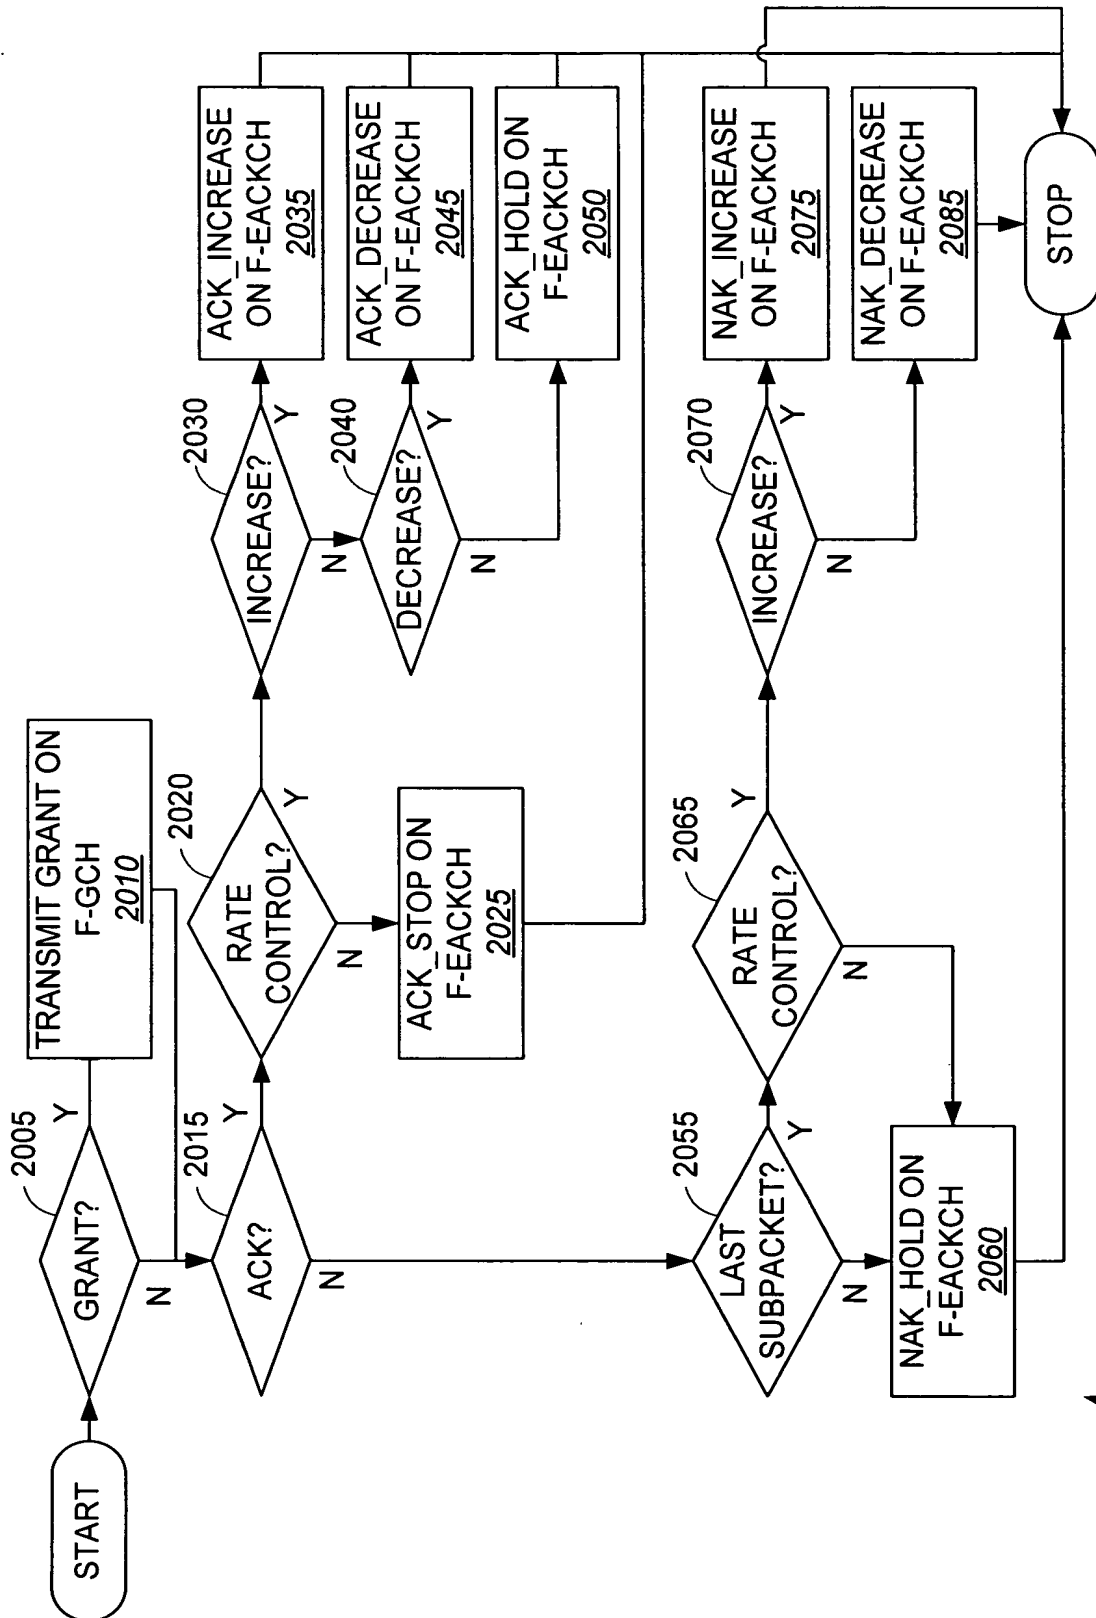 START
GRANT?
2005
Y
N
TRANSMIT GRANT ON
F-GCH
2010
ACK?
2015
Y
N
RATE
CONTROL?
2020
Y
N
ACK_STOP ON
F-EACKCH
2025
INCREASE?
2030
Y
N
ACK_INCREASE
ON F-EACKCH
2035
DECREASE?
2040
Y
N
ACK_DECREASE
ON F-EACKCH
2045
ACK_HOLD ON
F-EACKCH
2050
LAST
SUBPACKET?
2055
Y
N
NAK_HOLD ON
F-EACKCH
2060
RATE
CONTROL?
2065
Y
N
INCREASE?
2070
Y
N
NAK_INCREASE
ON F-EACKCH
2075
NAK_DECREASE
ON F-EACKCH
2085
STOP